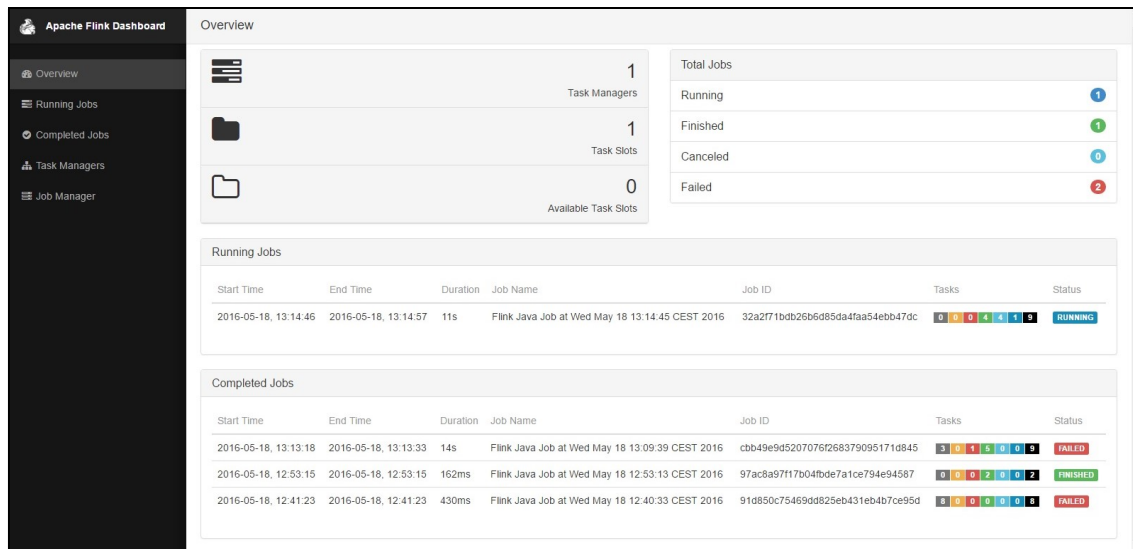 Apache Flink Dashboard
Overview
Running Jobs
Completed Jobs
Task Managers
Job Manager
Overview
1
Task Managers
1
Task Slots
0
Available Task Slots
Total Jobs
Running 1
Finished 1
Canceled 0
Failed 2
Running Jobs
Start Time End Time Duration Job Name Job ID Tasks Status
2016-05-18, 13:14:46 2016-05-18, 13:14:57 11s Flink Java Job at Wed May 18 13:14:45 CEST 2016 32a2f71bdb26b6d85da4faa54ebb47dc 0 0 0 4 4 1 9 RUNNING
Completed Jobs
Start Time End Time Duration Job Name Job ID Tasks Status
2016-05-18, 13:13:18 2016-05-18, 13:13:33 14s Flink Java Job at Wed May 18 13:09:39 CEST 2016 cbb49e9d5207076f268379095171d845 3 0 1 5 0 0 9 FAILED
2016-05-18, 12:53:15 2016-05-18, 12:53:15 162ms Flink Java Job at Wed May 18 12:53:13 CEST 2016 97ac8a97f17b04fbde7a1ce794e94587 0 0 0 2 0 0 2 FINISHED
2016-05-18, 12:41:23 2016-05-18, 12:41:23 430ms Flink Java Job at Wed May 18 12:40:33 CEST 2016 91d850c75469dd825eb431eb4b7ce95d 8 0 0 0 0 0 8 FAILED